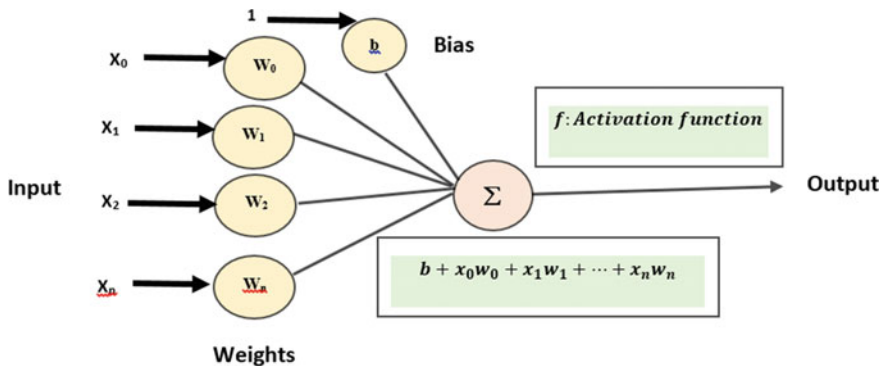 1
b
Bias
X₀
W₀
f: Activation function
X₁
W₁
Input
X₂
W₂
Σ
Output
b + x₀w₀ + x₁w₁ + ⋯ + xₙwₙ
Xₙ
Wₙ
Weights